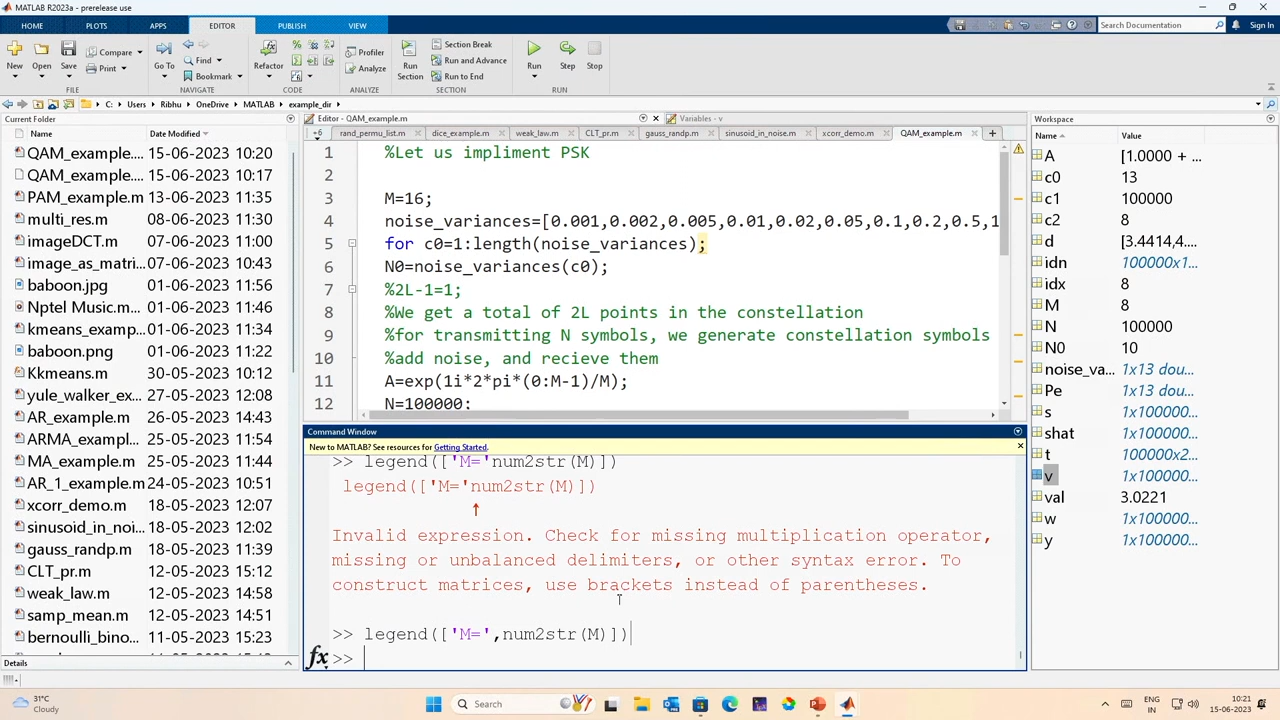 MATLAB R2023a - prerelease use
HOME PLOTS APPS EDITOR PUBLISH VIEW Search Documentation Sign In
New Open Save Compare Print Go To Find Bookmark Refactor Profiler Analyze Run Section Section Break Run and Advance Run to End Run Step Stop
FILE NAVIGATE CODE ANALYZE SECTION RUN
C: Users Ribhu OneDrive MATLAB example_dir
Current Folder
Name Date Modified
QAM_example.... 15-06-2023 10:20
QAM_example.... 15-06-2023 10:17
PAM_example.m 13-06-2023 11:35
multi_res.m 08-06-2023 11:30
imageDCT.m 07-06-2023 11:00
image_as_matri... 07-06-2023 11:03
baboon.jpg 01-06-2023 11:56
Nptel Music.m... 01-06-2023 11:46
kmeans_examp... 01-06-2023 11:34
baboon.png 01-06-2023 11:22
Kkmeans.m 30-05-2023 10:12
yule_walker_ex... 27-05-2023 12:08
AR_example.m 26-05-2023 14:43
ARMA_exampl... 25-05-2023 11:54
MA_example.m 25-05-2023 11:44
AR_1_example.m 24-05-2023 10:51
xcorr_demo.m 18-05-2023 12:02
sinusoid_in_noi... 18-05-2023 12:02
gauss_randp.m 18-05-2023 11:39
CLT_pr.m 12-05-2023 15:12
weak_law.m 12-05-2023 14:58
samp_mean.m 12-05-2023 14:34
bernoulli_bino... 12-05-2023 15:23
Details
Editor - QAM_example.m Variables - v
+6 rand_permu_list.m dice_example.m weak_law.m CLT_pr.m gauss_randp.m sinusoid_in_noise.m xcorr_demo.m QAM_example.m
1 %Let us impliment PSK
2
3 M=16;
4 noise_variances=[0.001,0.002,0.005,0.01,0.02,0.05,0.1,0.2,0.5,1
5 for c0=1:length(noise_variances);
6 N0=noise_variances(c0);
7 %2L-1=1;
8 %We get a total of 2L points in the constellation
9 %for transmitting N symbols, we generate constellation symbols
10 %add noise, and recieve them
11 A=exp(1i*2*pi*(0:M-1)/M);
12 N=100000;
Command Window
New to MATLAB? See resources for Getting Started.
>> legend(['M='num2str(M)])
legend(['M='num2str(M)])
↑
Invalid expression. Check for missing multiplication operator,
missing or unbalanced delimiters, or other syntax error. To
construct matrices, use brackets instead of parentheses.
>> legend(['M=',num2str(M)])
fx >>
Workspace
Name Value
A [1.0000 + ...
c0 13
c1 100000
c2 8
d [3.4414,4....
idn 100000x1...
idx 8
M 8
N 100000
N0 10
noise_va... 1x13 dou...
Pe 1x13 dou...
s 1x100000...
shat 1x100000...
t 100000x2...
v 1x100000...
val 3.0221
w 1x100000...
y 1x100000...
31°C
Cloudy
Search
ENG
IN
10:21
15-06-2023